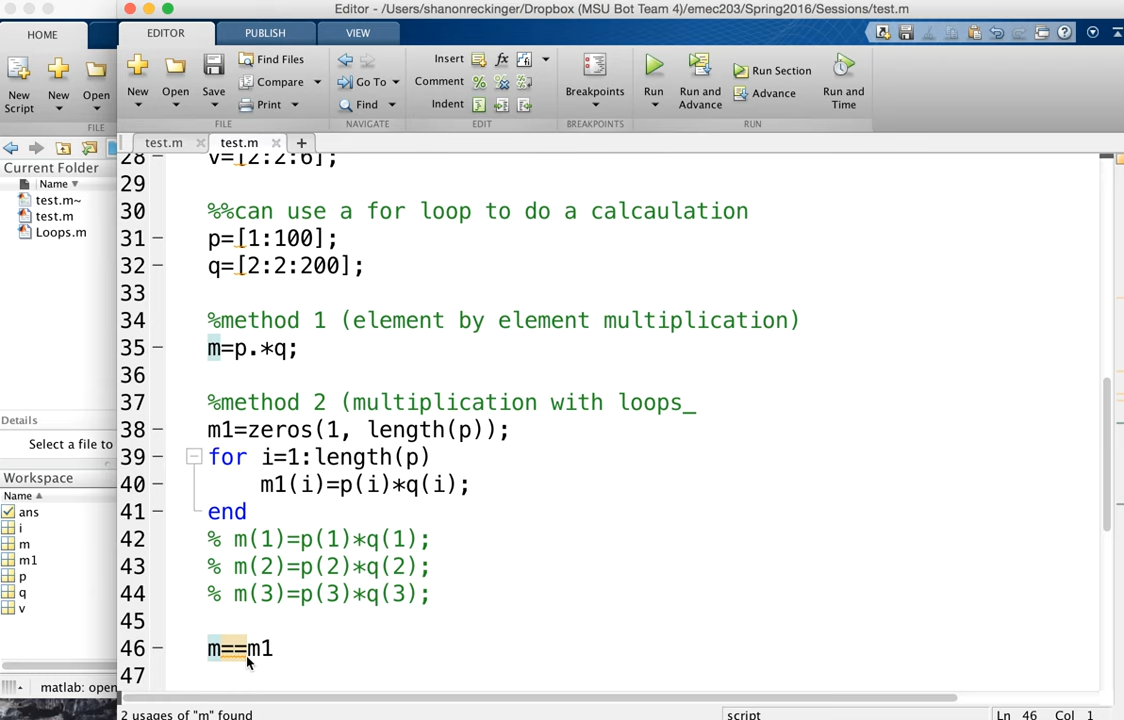 Editor - /Users/shanonreckinger/Dropbox (MSU Bot Team 4)/emec203/Spring2016/Sessions/test.m
HOME
EDITOR
PUBLISH
VIEW
New Script
New
Open
FILE
New
Open
Save
Find Files
Compare
Print
FILE
Go To
Find
NAVIGATE
Insert
Comment
Indent
EDIT
Breakpoints
BREAKPOINTS
Run
Run and Advance
Run Section
Advance
Run and Time
RUN
test.m
test.m
Current Folder
Name
test.m~
test.m
Loops.m
Details
Select a file to
Workspace
Name
ans
i
m
m1
p
q
v
matlab: open
28 v=[2:2:6];
29
30 %%can use a for loop to do a calcaulation
31 p=[1:100];
32 q=[2:2:200];
33
34 %method 1 (element by element multiplication)
35 m=p.*q;
36
37 %method 2 (multiplication with loops_
38 m1=zeros(1, length(p));
39 for i=1:length(p)
40 m1(i)=p(i)*q(i);
41 end
42 % m(1)=p(1)*q(1);
43 % m(2)=p(2)*q(2);
44 % m(3)=p(3)*q(3);
45
46 m==m1
47
2 usages of "m" found
script
Ln 46 Col 1